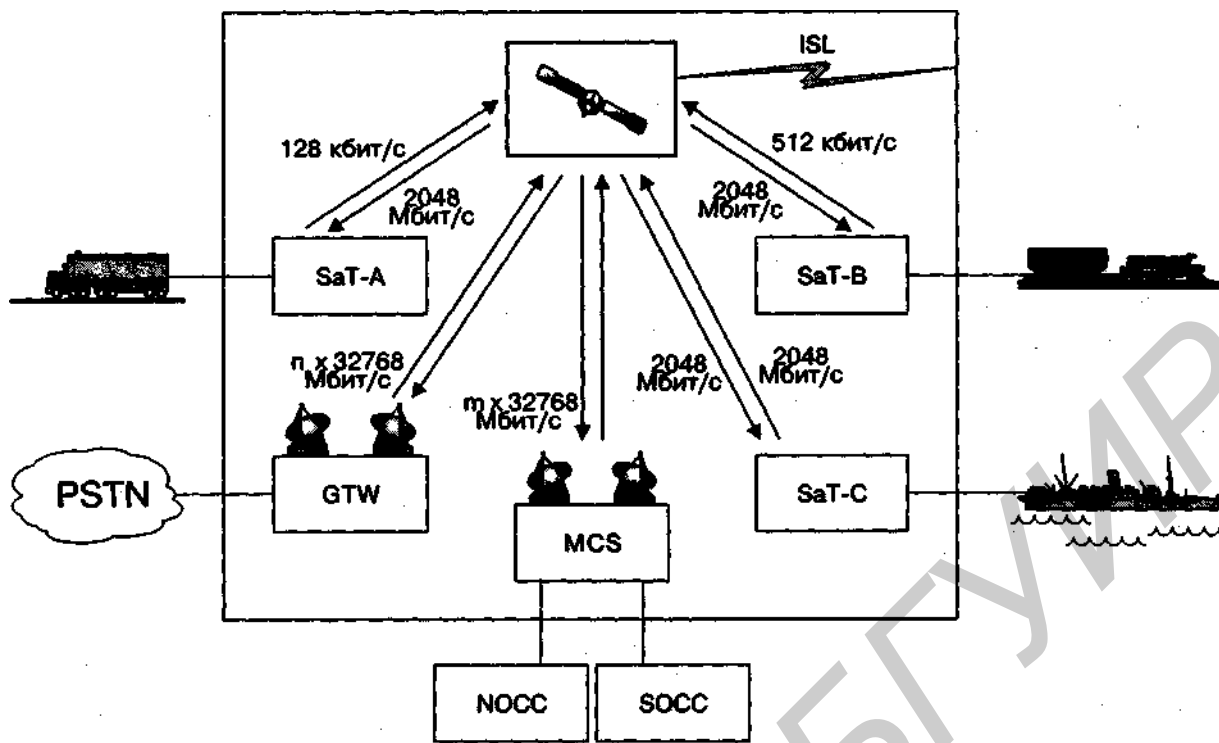 ISL
128 кбит/с
512 кбит/с
2048
Мбит/с
2048
Мбит/с
SaT-A
SaT-B
n x 32768
Мбит/с
m x 32768
Мбит/с
2048
Мбит/с
2048
Мбит/с
PSTN
GTW
MCS
SaT-C
NOCC
SOCC
БГУИР